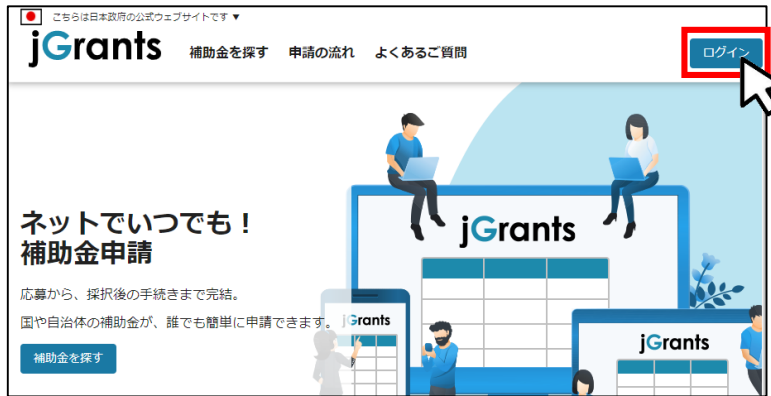 こちらは日本政府の公式ウェブサイトです ▼
jGrants 補助金を探す 申請の流れ よくあるご質問 ログイン
ネットでいつでも！
補助金申請
応募から、採択後の手続きまで完結。
国や自治体の補助金が、誰でも簡単に申請できます。
補助金を探す
jGrants
jGrants
jGrants